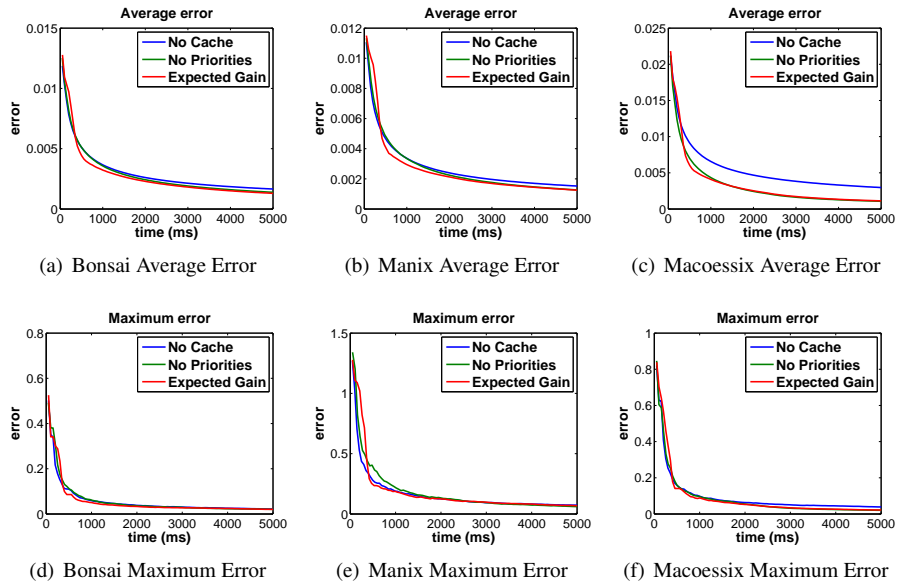 Average error
0.015
0.01
0.005
0
error
0 1000 2000 3000 4000 5000
time (ms)
No Cache
No Priorities
Expected Gain
(a) Bonsai Average Error
Average error
0.012
0.01
0.008
0.006
0.004
0.002
0
error
0 1000 2000 3000 4000 5000
time (ms)
No Cache
No Priorities
Expected Gain
(b) Manix Average Error
Average error
0.025
0.02
0.015
0.01
0.005
0
error
0 1000 2000 3000 4000 5000
time (ms)
No Cache
No Priorities
Expected Gain
(c) Macoessix Average Error
Maximum error
0.8
0.6
0.4
0.2
0
error
0 1000 2000 3000 4000 5000
time (ms)
No Cache
No Priorities
Expected Gain
(d) Bonsai Maximum Error
Maximum error
1.5
1
0.5
0
error
0 1000 2000 3000 4000 5000
time (ms)
No Cache
No Priorities
Expected Gain
(e) Manix Maximum Error
Maximum error
1
0.8
0.6
0.4
0.2
0
error
0 1000 2000 3000 4000 5000
time (ms)
No Cache
No Priorities
Expected Gain
(f) Macoessix Maximum Error